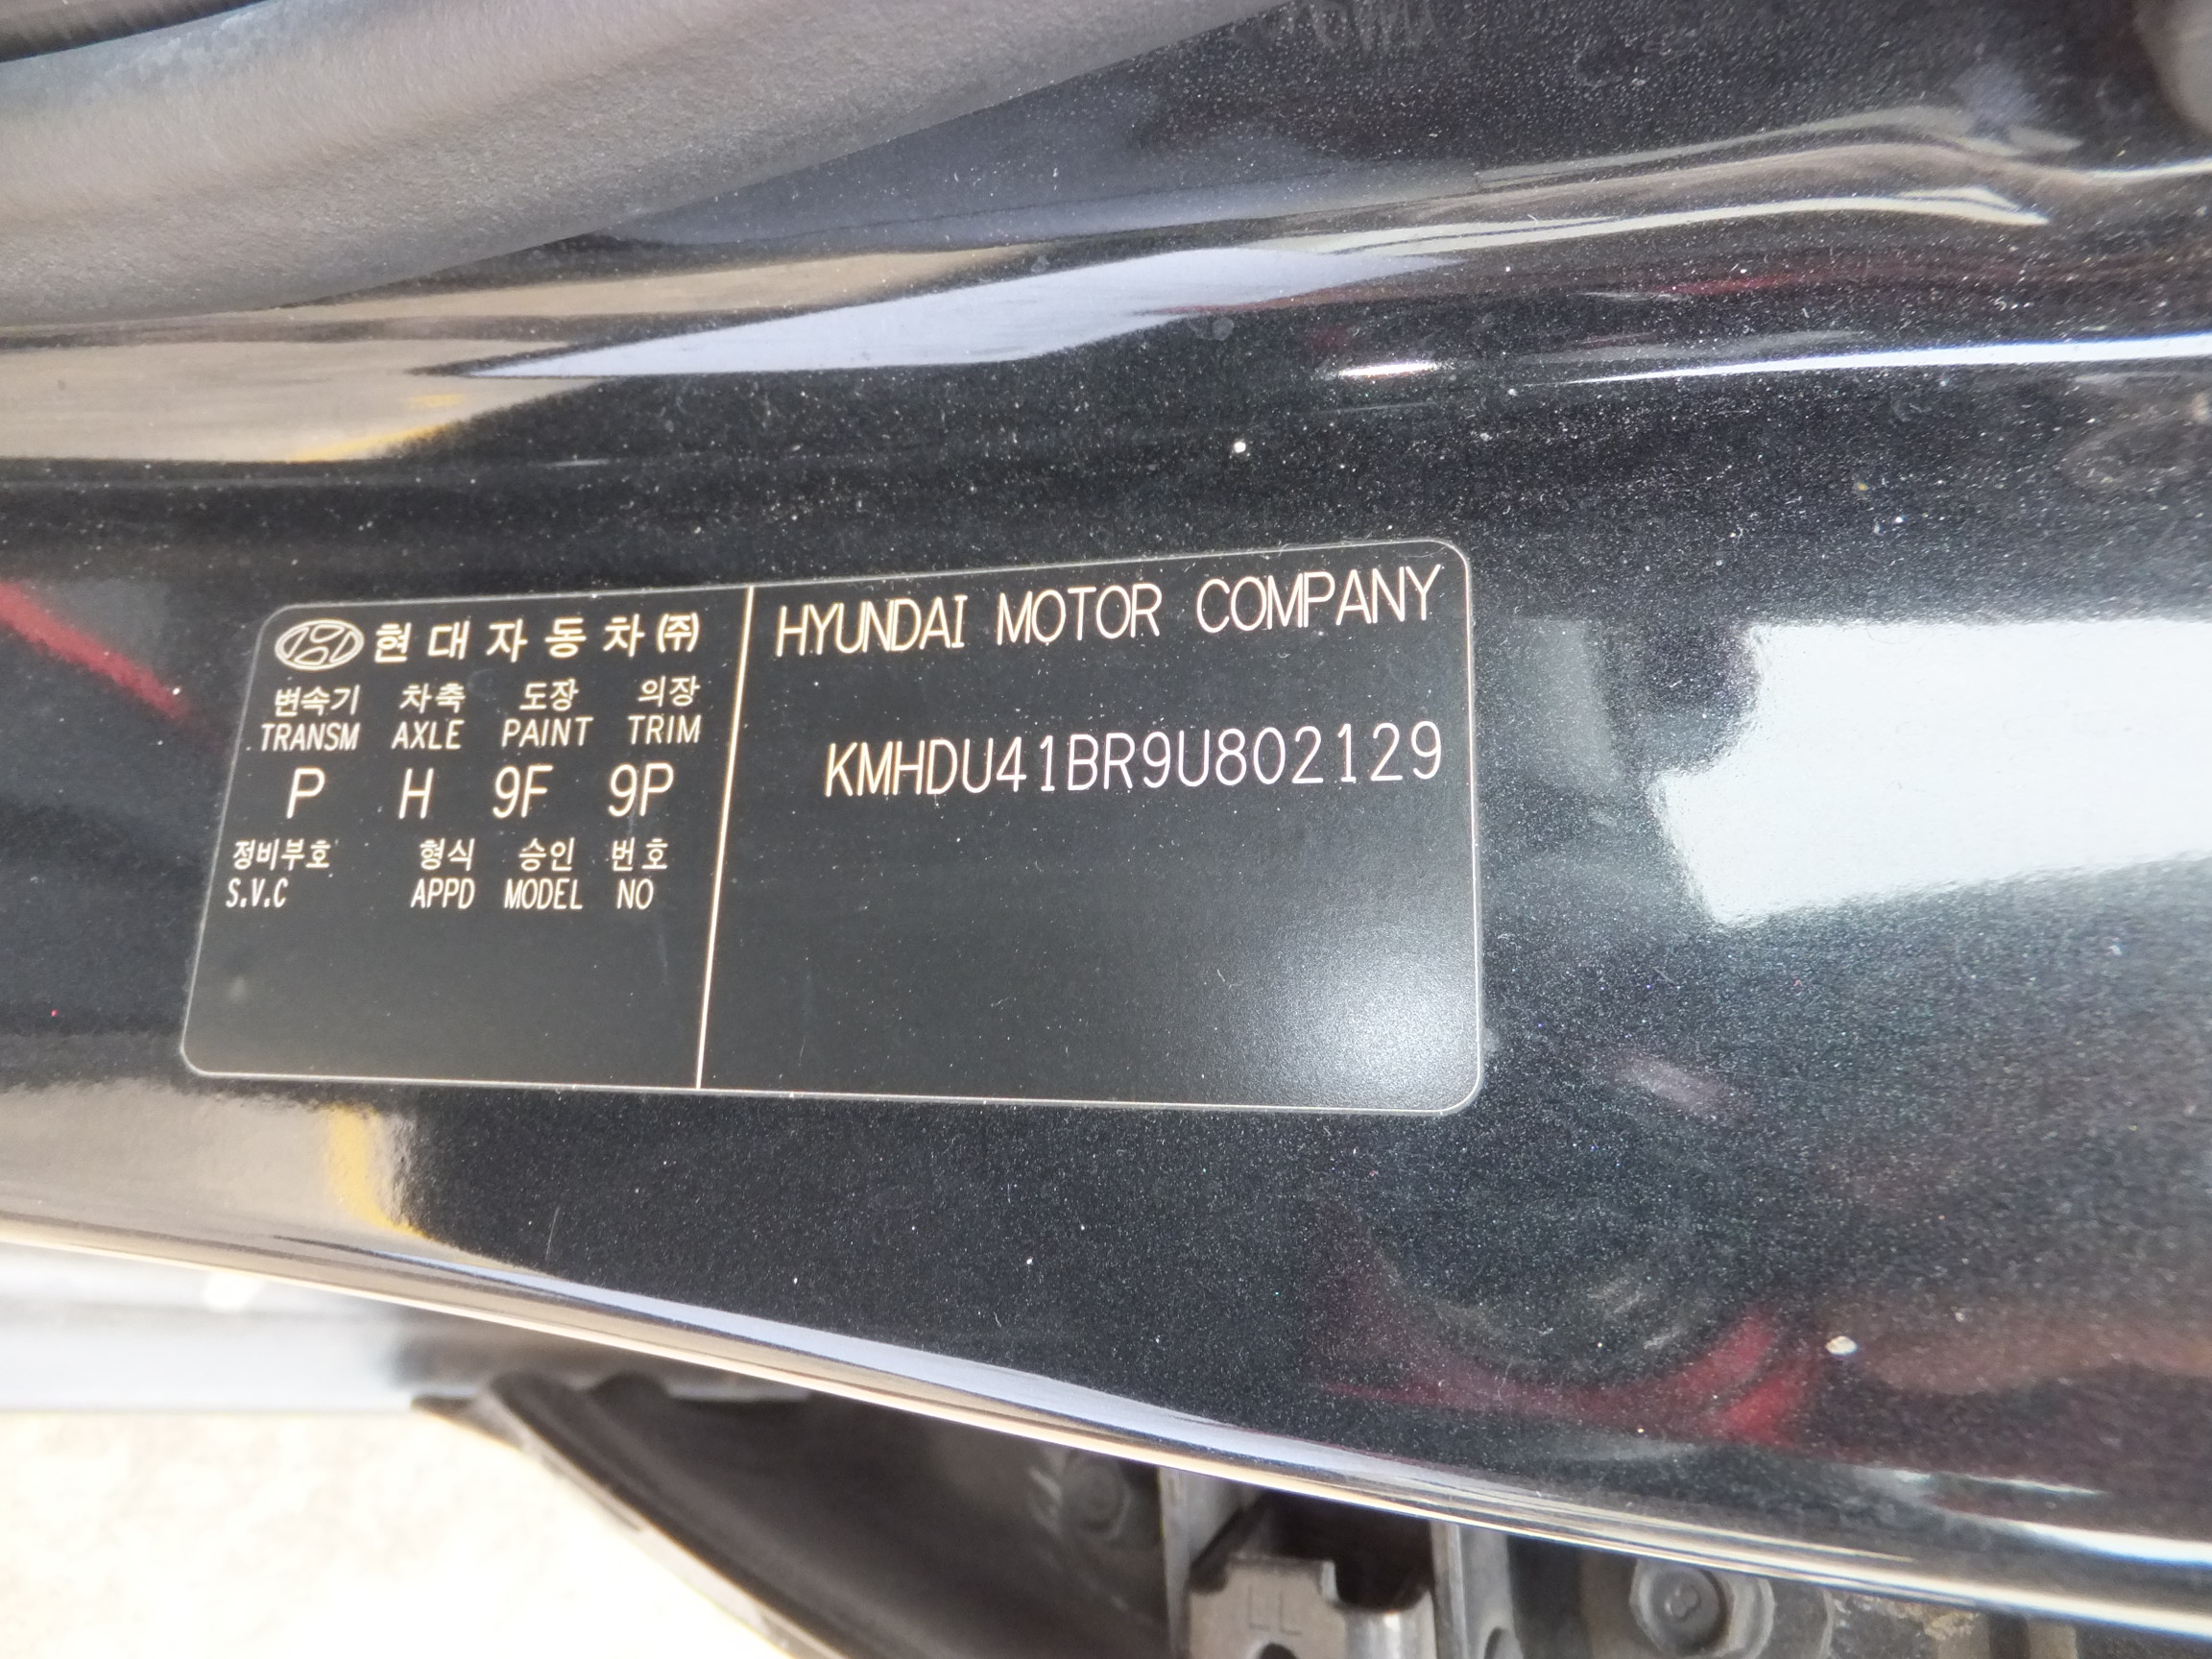 현대자동차(주)
변속기 차축 도장 의장
TRANSM AXLE PAINT TRIM
P H 9F 9P
정비부호 형식 승인 번호
S.V.C APPD MODEL NO
HYUNDAI MOTOR COMPANY
KMHDU41BR9U802129
LL